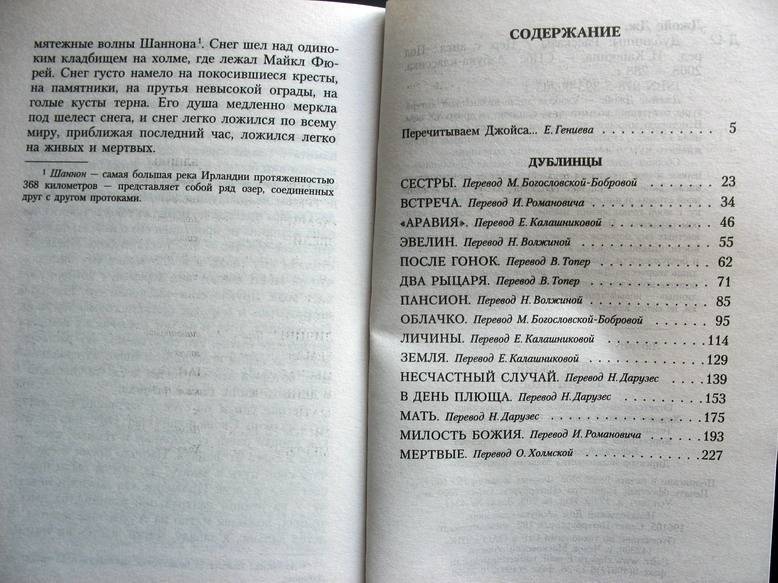 мятежные волны Шаннона¹. Снег шел над одино-
ким кладбищем на холме, где лежал Майкл Фю-
рей. Снег густо намело на покосившиеся кресты,
на памятники, на прутья невысокой ограды, на
голые кусты терна. Его душа медленно меркла
под шелест снега, и снег легко ложился по всему
миру, приближая последний час, ложился легко
на живых и мертвых.
¹ Шаннон — самая большая река Ирландии протяженностью
368 километров — представляет собой ряд озер, соединенных
друг с другом протоками.
СОДЕРЖАНИЕ
Перечитываем Джойса... Е. Гениева . . . . . . . . . . . . 5
ДУБЛИНЦЫ
СЕСТРЫ. Перевод М. Богословской-Бобровой . . . . . . . 23
ВСТРЕЧА. Перевод И. Романовича . . . . . . . . . . . . 34
«АРАВИЯ». Перевод Е. Калашниковой . . . . . . . . . . 46
ЭВЕЛИН. Перевод Н. Волжиной . . . . . . . . . . . . . 55
ПОСЛЕ ГОНОК. Перевод В. Топер . . . . . . . . . . . . 62
ДВА РЫЦАРЯ. Перевод В. Топер . . . . . . . . . . . . 71
ПАНСИОН. Перевод Н. Волжиной . . . . . . . . . . . . 85
ОБЛАЧКО. Перевод М. Богословской-Бобровой . . . . . . 95
ЛИЧИНЫ. Перевод Е. Калашниковой . . . . . . . . . . . 114
ЗЕМЛЯ. Перевод Е. Калашниковой . . . . . . . . . . . . 129
НЕСЧАСТНЫЙ СЛУЧАЙ. Перевод Н. Дарузес . . . . 139
В ДЕНЬ ПЛЮЩА. Перевод Н. Дарузес . . . . . . . . . 153
МАТЬ. Перевод Н. Дарузес . . . . . . . . . . . . . . . 175
МИЛОСТЬ БОЖИЯ. Перевод И. Романовича . . . . . . 193
МЕРТВЫЕ. Перевод О. Холмской . . . . . . . . . . . . 227